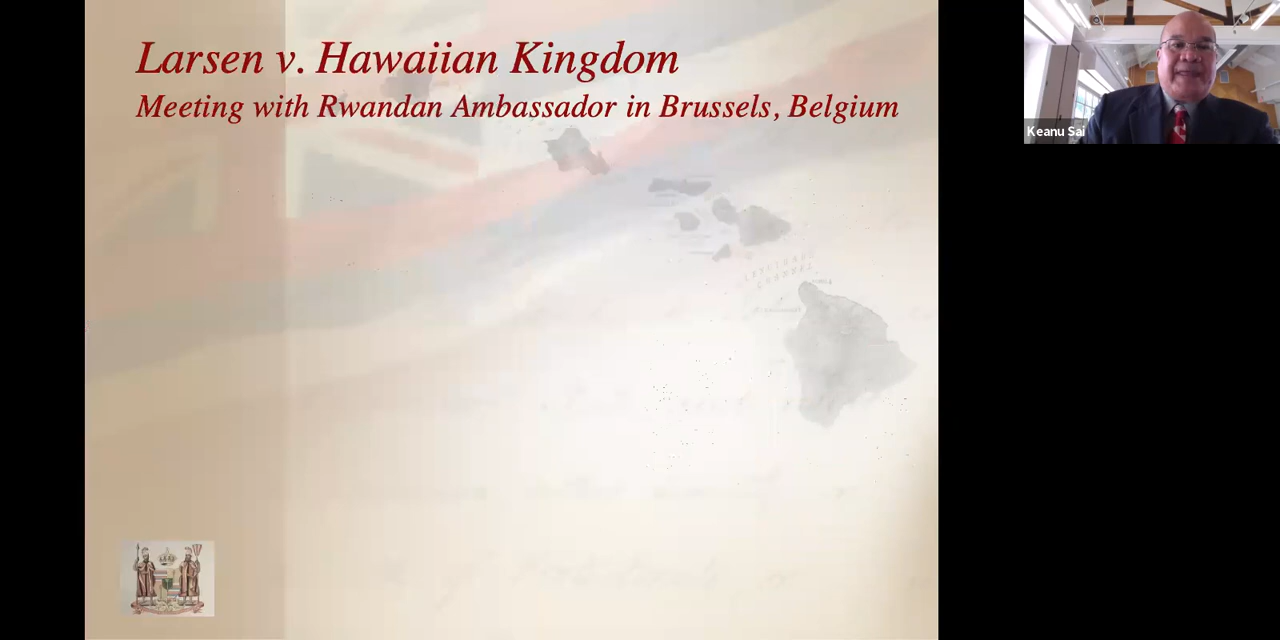 Larsen v. Hawaiian Kingdom
Meeting with Rwandan Ambassador in Brussels, Belgium
Keanu Sai